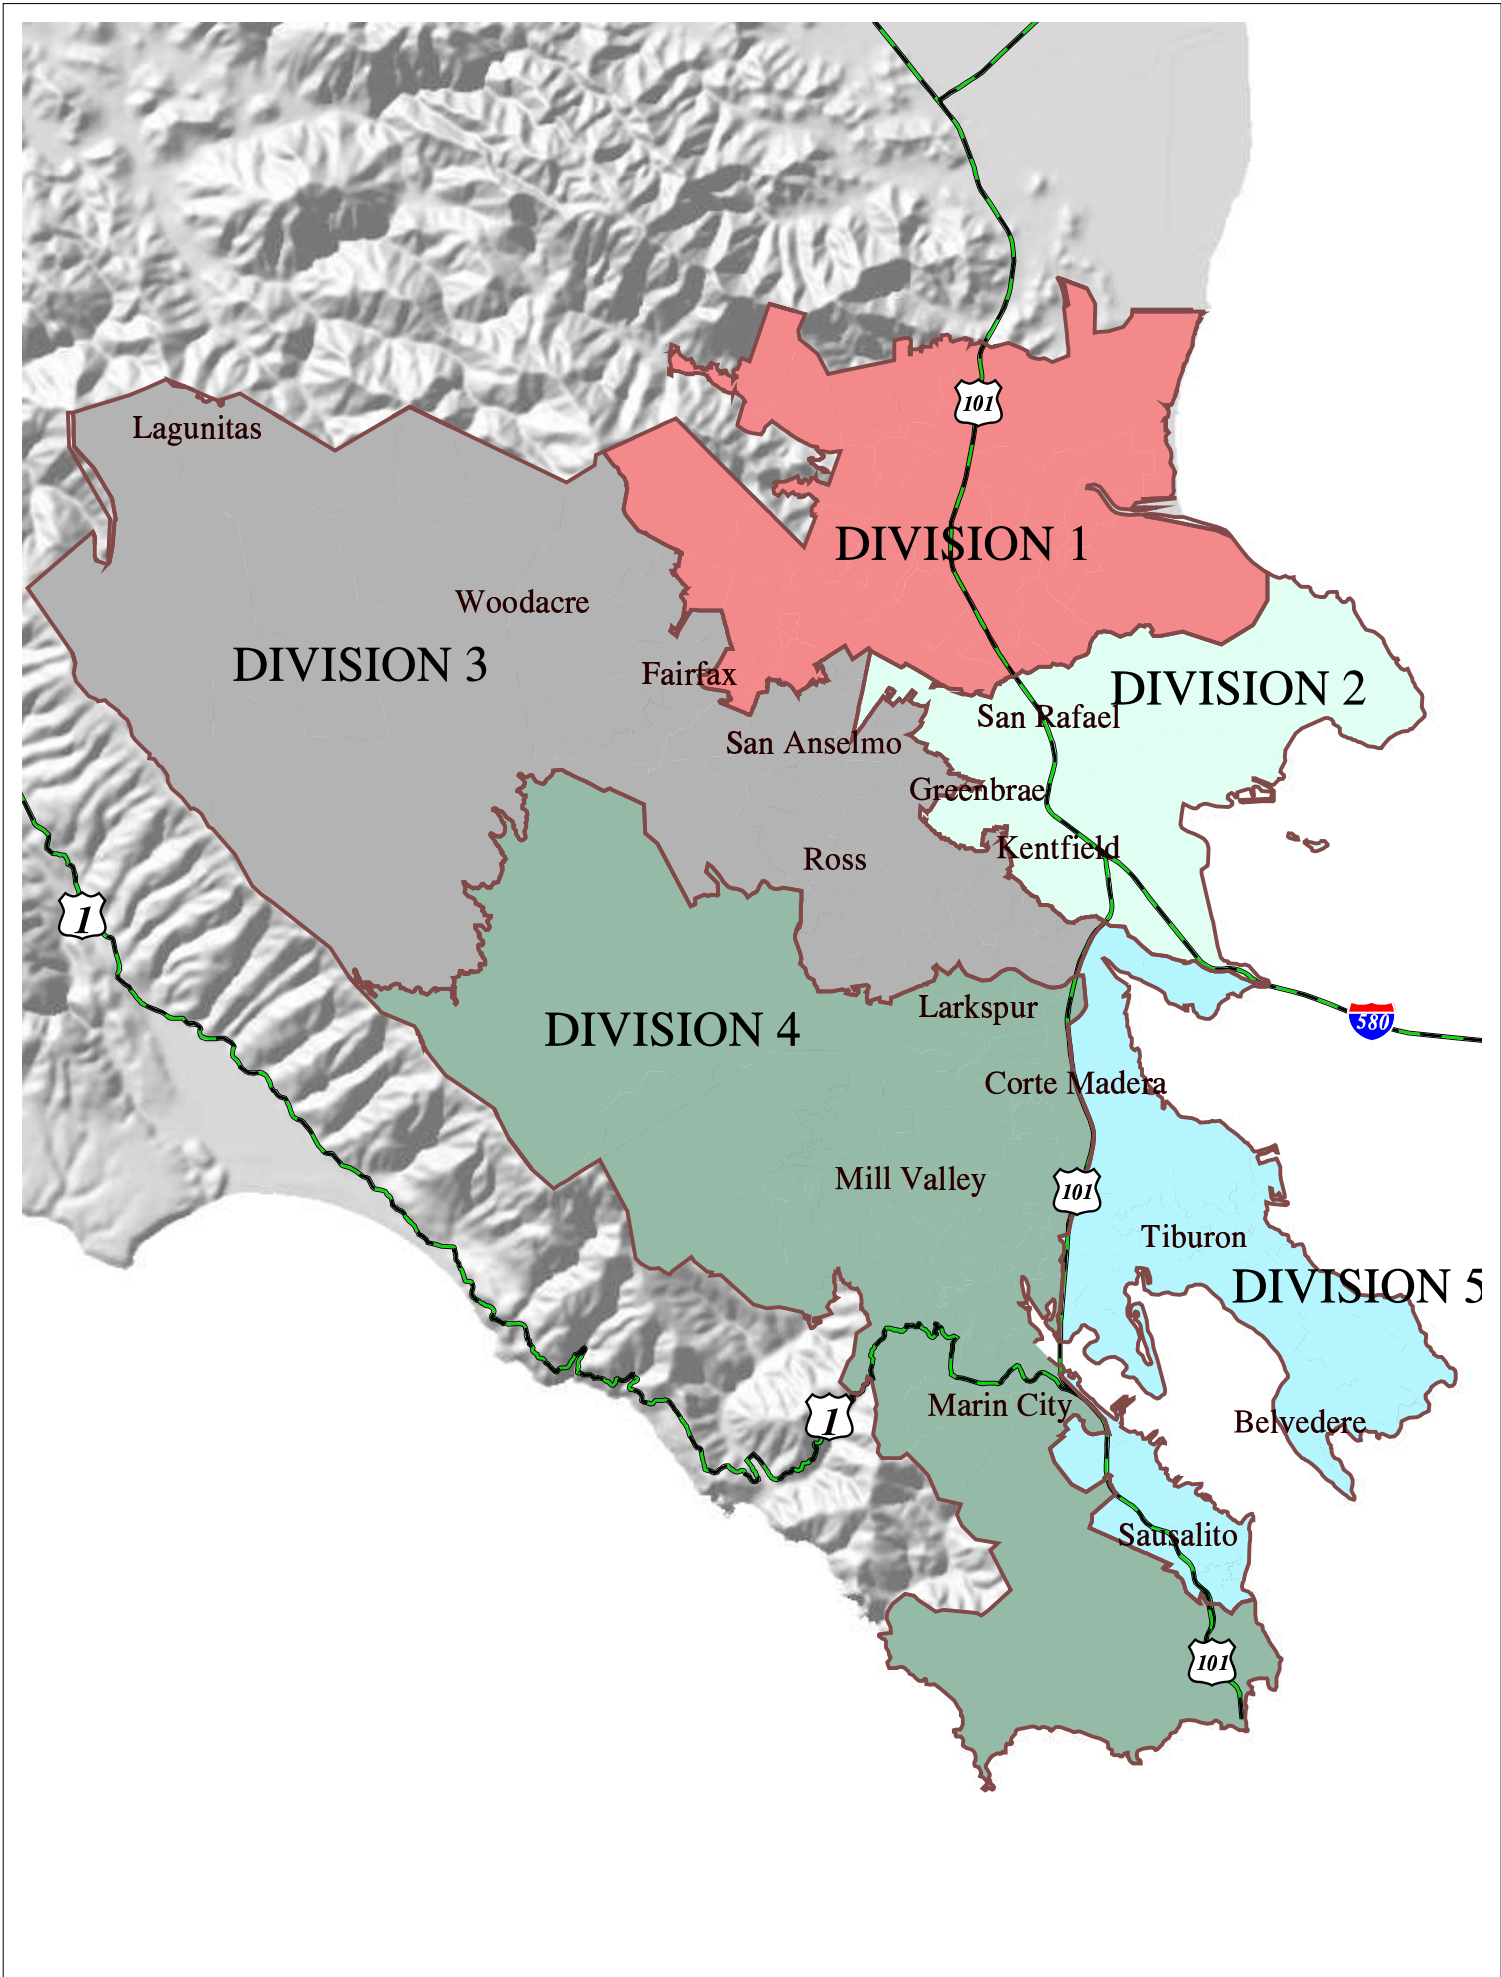 101
Lagunitas
DIVISION 1
Woodacre
DIVISION 3
Fairfax
DIVISION 2
San Rafael
San Anselmo
Greenbrae
Kentfield
Ross
1
Larkspur
580
DIVISION 4
Corte Madera
Mill Valley
101
Tiburon
DIVISION 5
Marin City
1
Belvedere
Sausalito
101